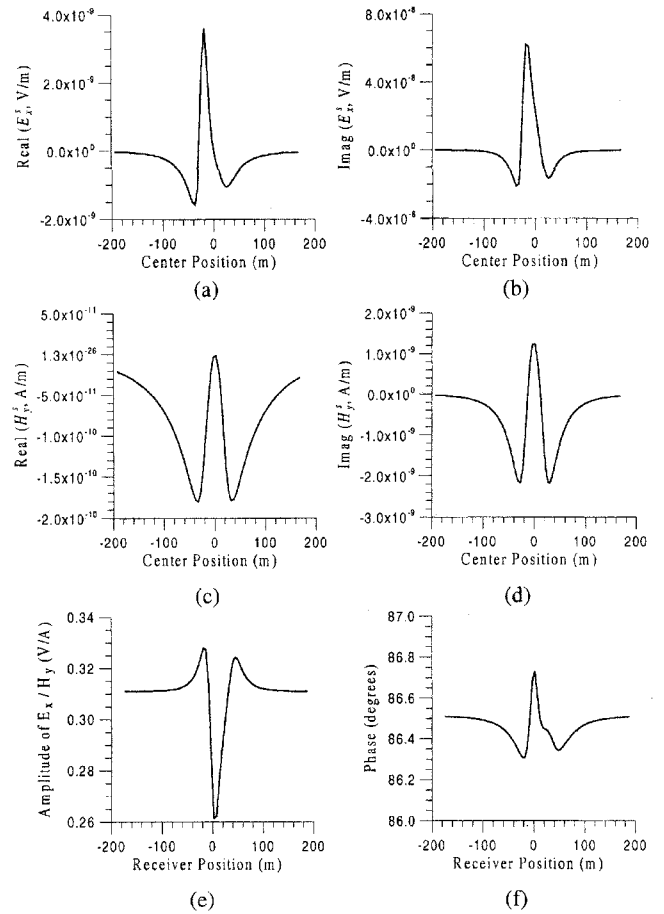 4.0x10⁻⁹
2.0x10⁻⁹
0.0x10⁰
-2.0x10⁻⁹
Real (Eₓˢ, V/m)
-200 -100 0 100 200
Center Position (m)
(a)
8.0x10⁻⁸
4.0x10⁻⁸
0.0x10⁰
-4.0x10⁻⁸
Imag (Eₓˢ, V/m)
-200 -100 0 100 200
Center Position (m)
(b)
5.0x10⁻¹¹
1.3x10⁻²⁶
-5.0x10⁻¹¹
-1.0x10⁻¹⁰
-1.5x10⁻¹⁰
-2.0x10⁻¹⁰
Real (H_yˢ, A/m)
-200 -100 0 100 200
Center Position (m)
(c)
2.0x10⁻⁹
1.0x10⁻⁹
0.0x10⁰
-1.0x10⁻⁹
-2.0x10⁻⁹
-3.0x10⁻⁹
Imag (H_yˢ, A/m)
-200 -100 0 100 200
Center Position (m)
(d)
0.34
0.32
0.30
0.28
0.26
Amplitude of Eₓ / H_y (V/A)
-200 -100 0 100 200
Receiver Position (m)
(e)
87.0
86.8
86.6
86.4
86.2
86.0
Phase (degrees)
-200 -100 0 100 200
Receiver Position (m)
(f)